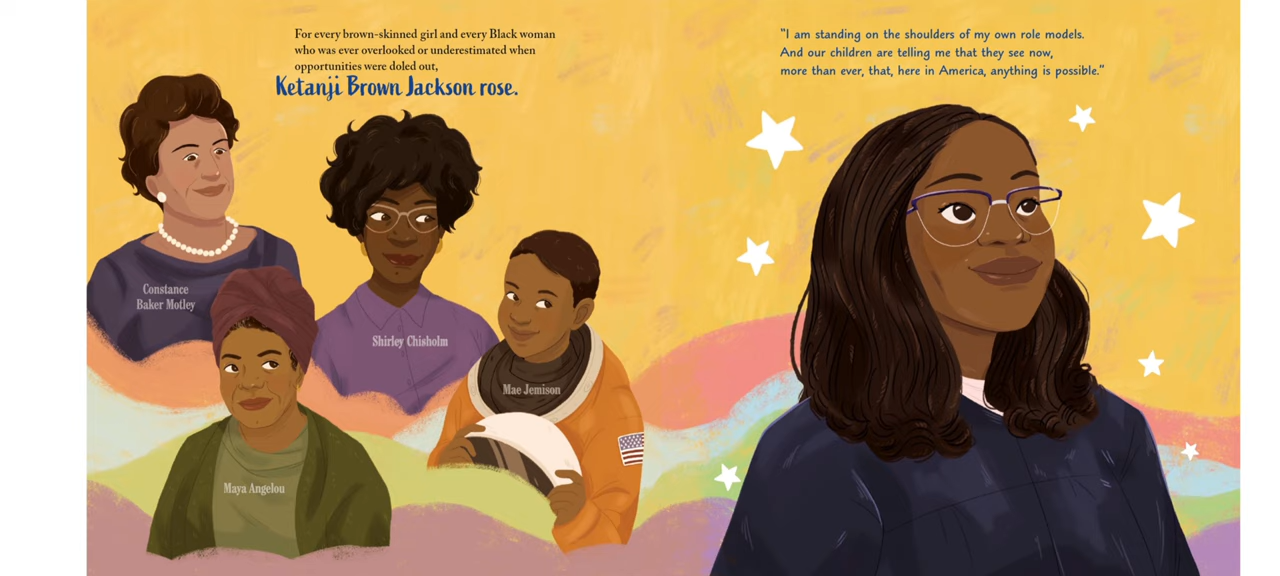 For every brown-skinned girl and every Black woman
who was ever overlooked or underestimated when
opportunities were doled out,
Ketanji Brown Jackson rose.
Constance
Baker Motley
Shirley Chisholm
Mae Jemison
Maya Angelou
"I am standing on the shoulders of my own role models.
And our children are telling me that they see now,
more than ever, that, here in America, anything is possible."